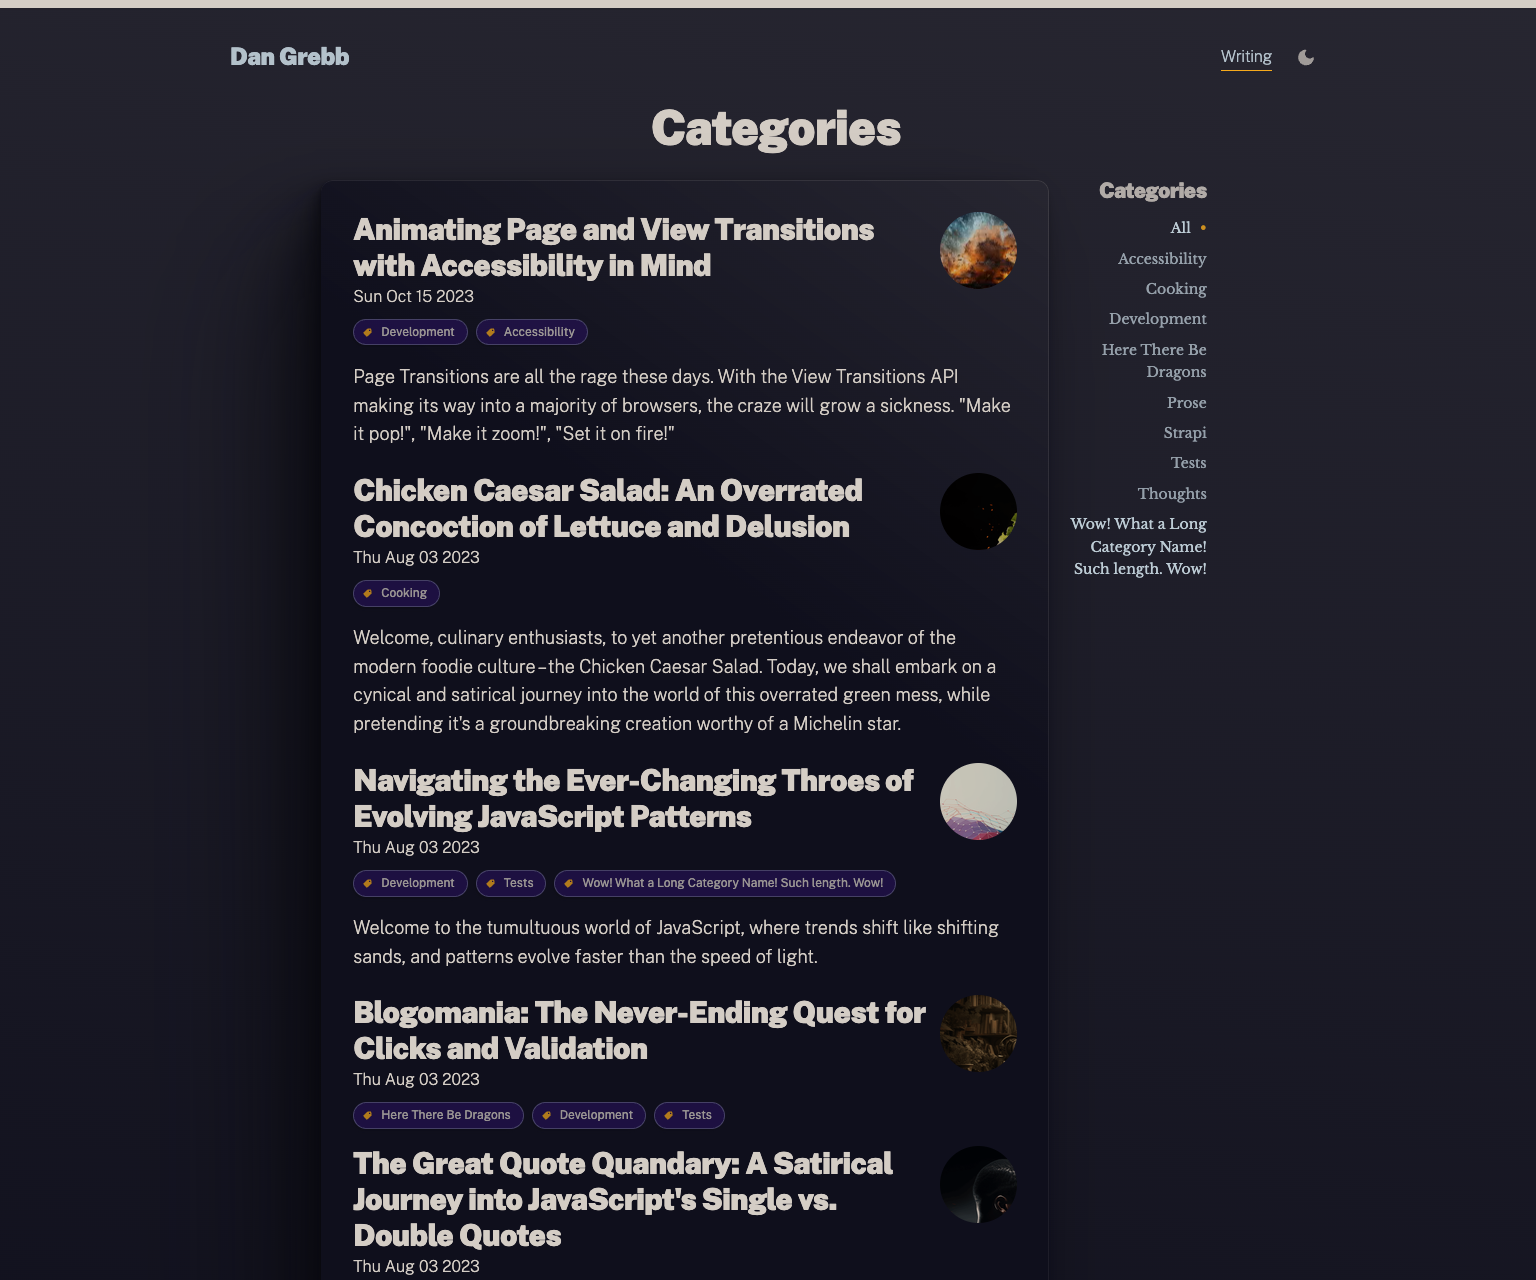 Dan Grebb
Writing
Categories
Animating Page and View Transitions
with Accessibility in Mind
Sun Oct 15 2023
Development
Accessibility
Page Transitions are all the rage these days. With the View Transitions API
making its way into a majority of browsers, the craze will grow a sickness. "Make
it pop!", "Make it zoom!", "Set it on fire!"
Chicken Caesar Salad: An Overrated
Concoction of Lettuce and Delusion
Thu Aug 03 2023
Cooking
Welcome, culinary enthusiasts, to yet another pretentious endeavor of the
modern foodie culture – the Chicken Caesar Salad. Today, we shall embark on a
cynical and satirical journey into the world of this overrated green mess, while
pretending it's a groundbreaking creation worthy of a Michelin star.
Navigating the Ever-Changing Throes of
Evolving JavaScript Patterns
Thu Aug 03 2023
Development
Tests
Wow! What a Long Category Name! Such length. Wow!
Welcome to the tumultuous world of JavaScript, where trends shift like shifting
sands, and patterns evolve faster than the speed of light.
Blogomania: The Never-Ending Quest for
Clicks and Validation
Thu Aug 03 2023
Here There Be Dragons
Development
Tests
The Great Quote Quandary: A Satirical
Journey into JavaScript's Single vs.
Double Quotes
Thu Aug 03 2023
Categories
All
Accessibility
Cooking
Development
Here There Be
Dragons
Prose
Strapi
Tests
Thoughts
Wow! What a Long
Category Name!
Such length. Wow!